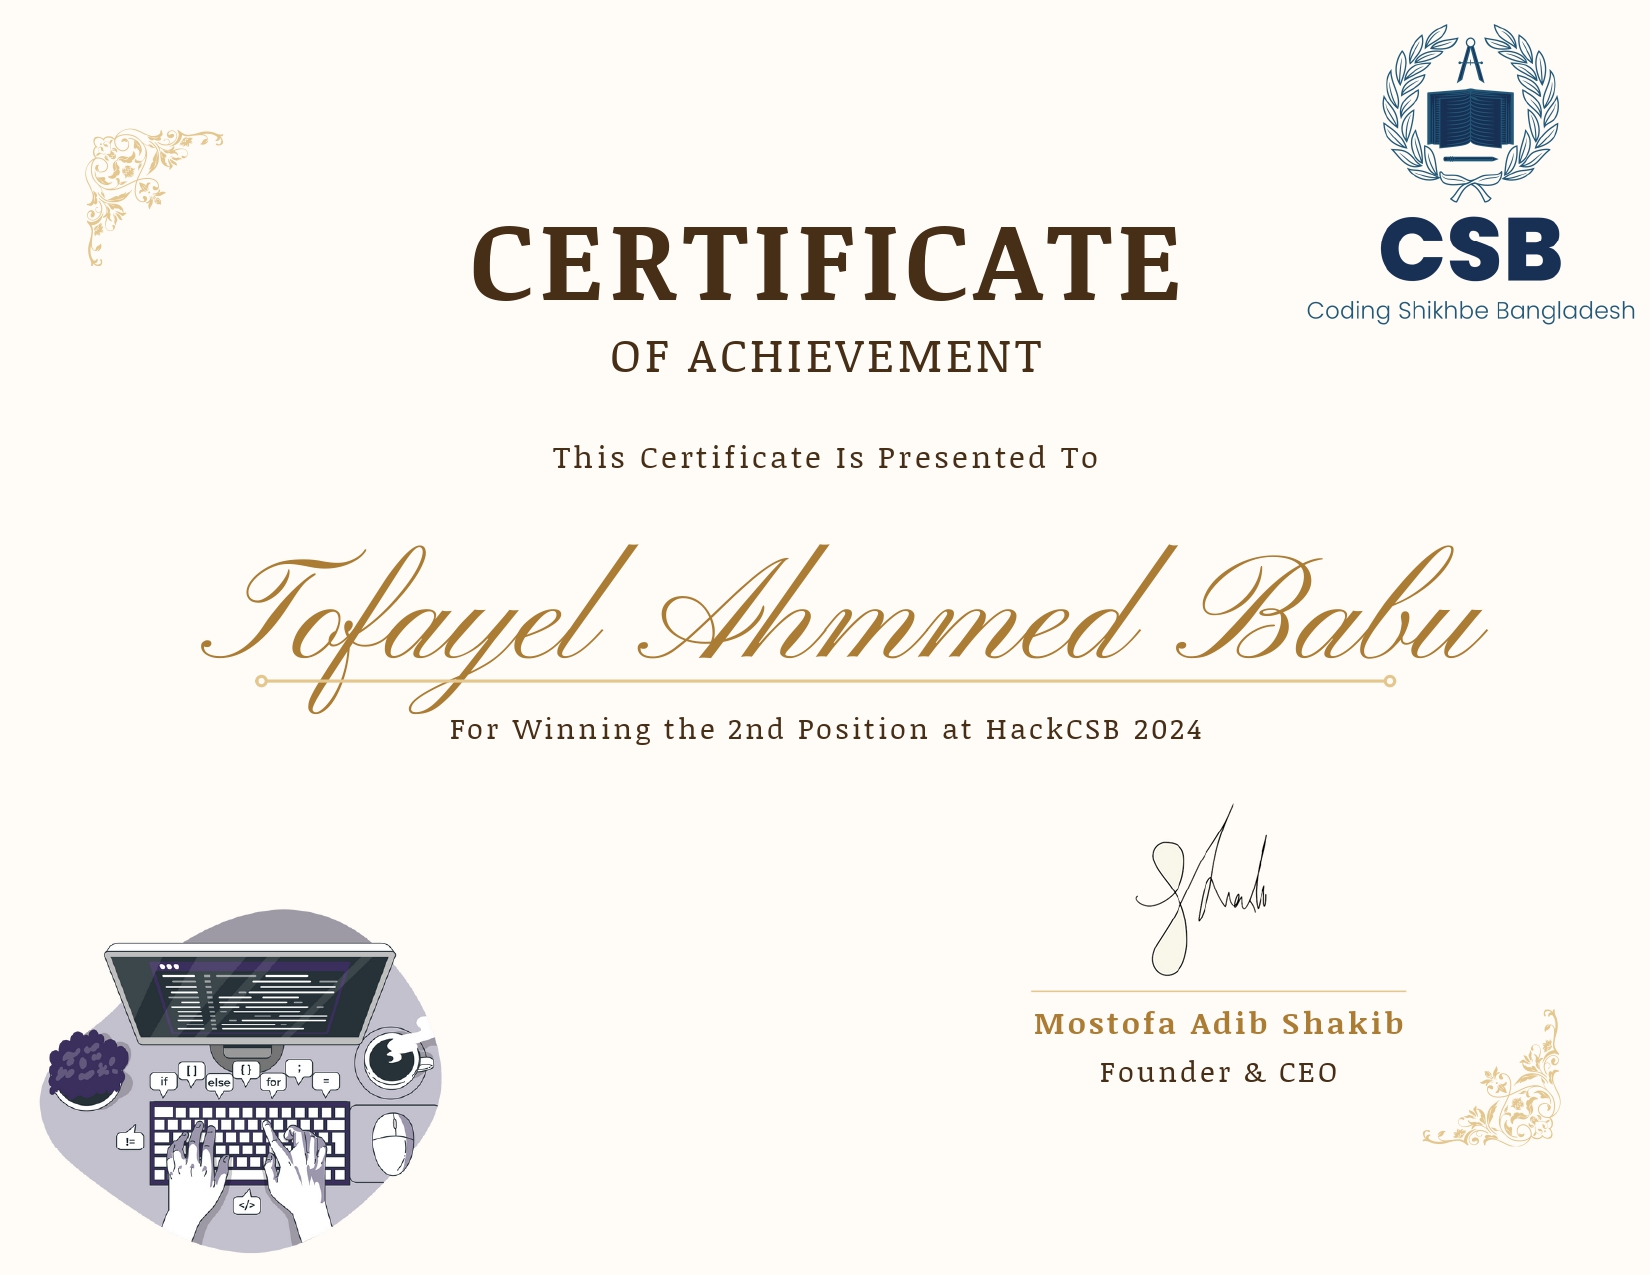 CSB
Coding Shikhbe Bangladesh
CERTIFICATE
OF ACHIEVEMENT
This Certificate Is Presented To
Tofayel Ahmmed Babu
For Winning the 2nd Position at HackCSB 2024
Mostofa Adib Shakib
Founder & CEO
if [ ] else { } for ; =
!=
</>